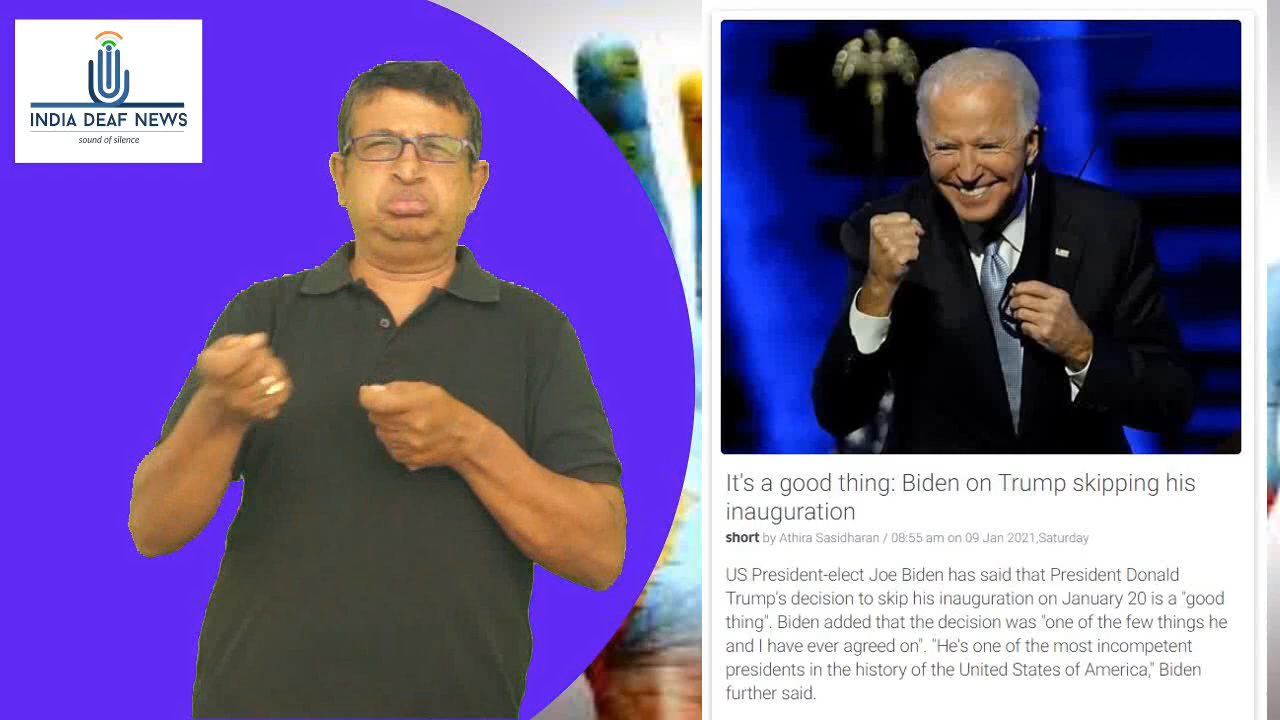 INDIA DEAF NEWS
sound of silence
It's a good thing: Biden on Trump skipping his
inauguration
short by Athira Sasidharan / 08:55 am on 09 Jan 2021,Saturday
US President-elect Joe Biden has said that President Donald
Trump's decision to skip his inauguration on January 20 is a "good
thing". Biden added that the decision was "one of the few things he
and I have ever agreed on". "He's one of the most incompetent
presidents in the history of the United States of America," Biden
further said.